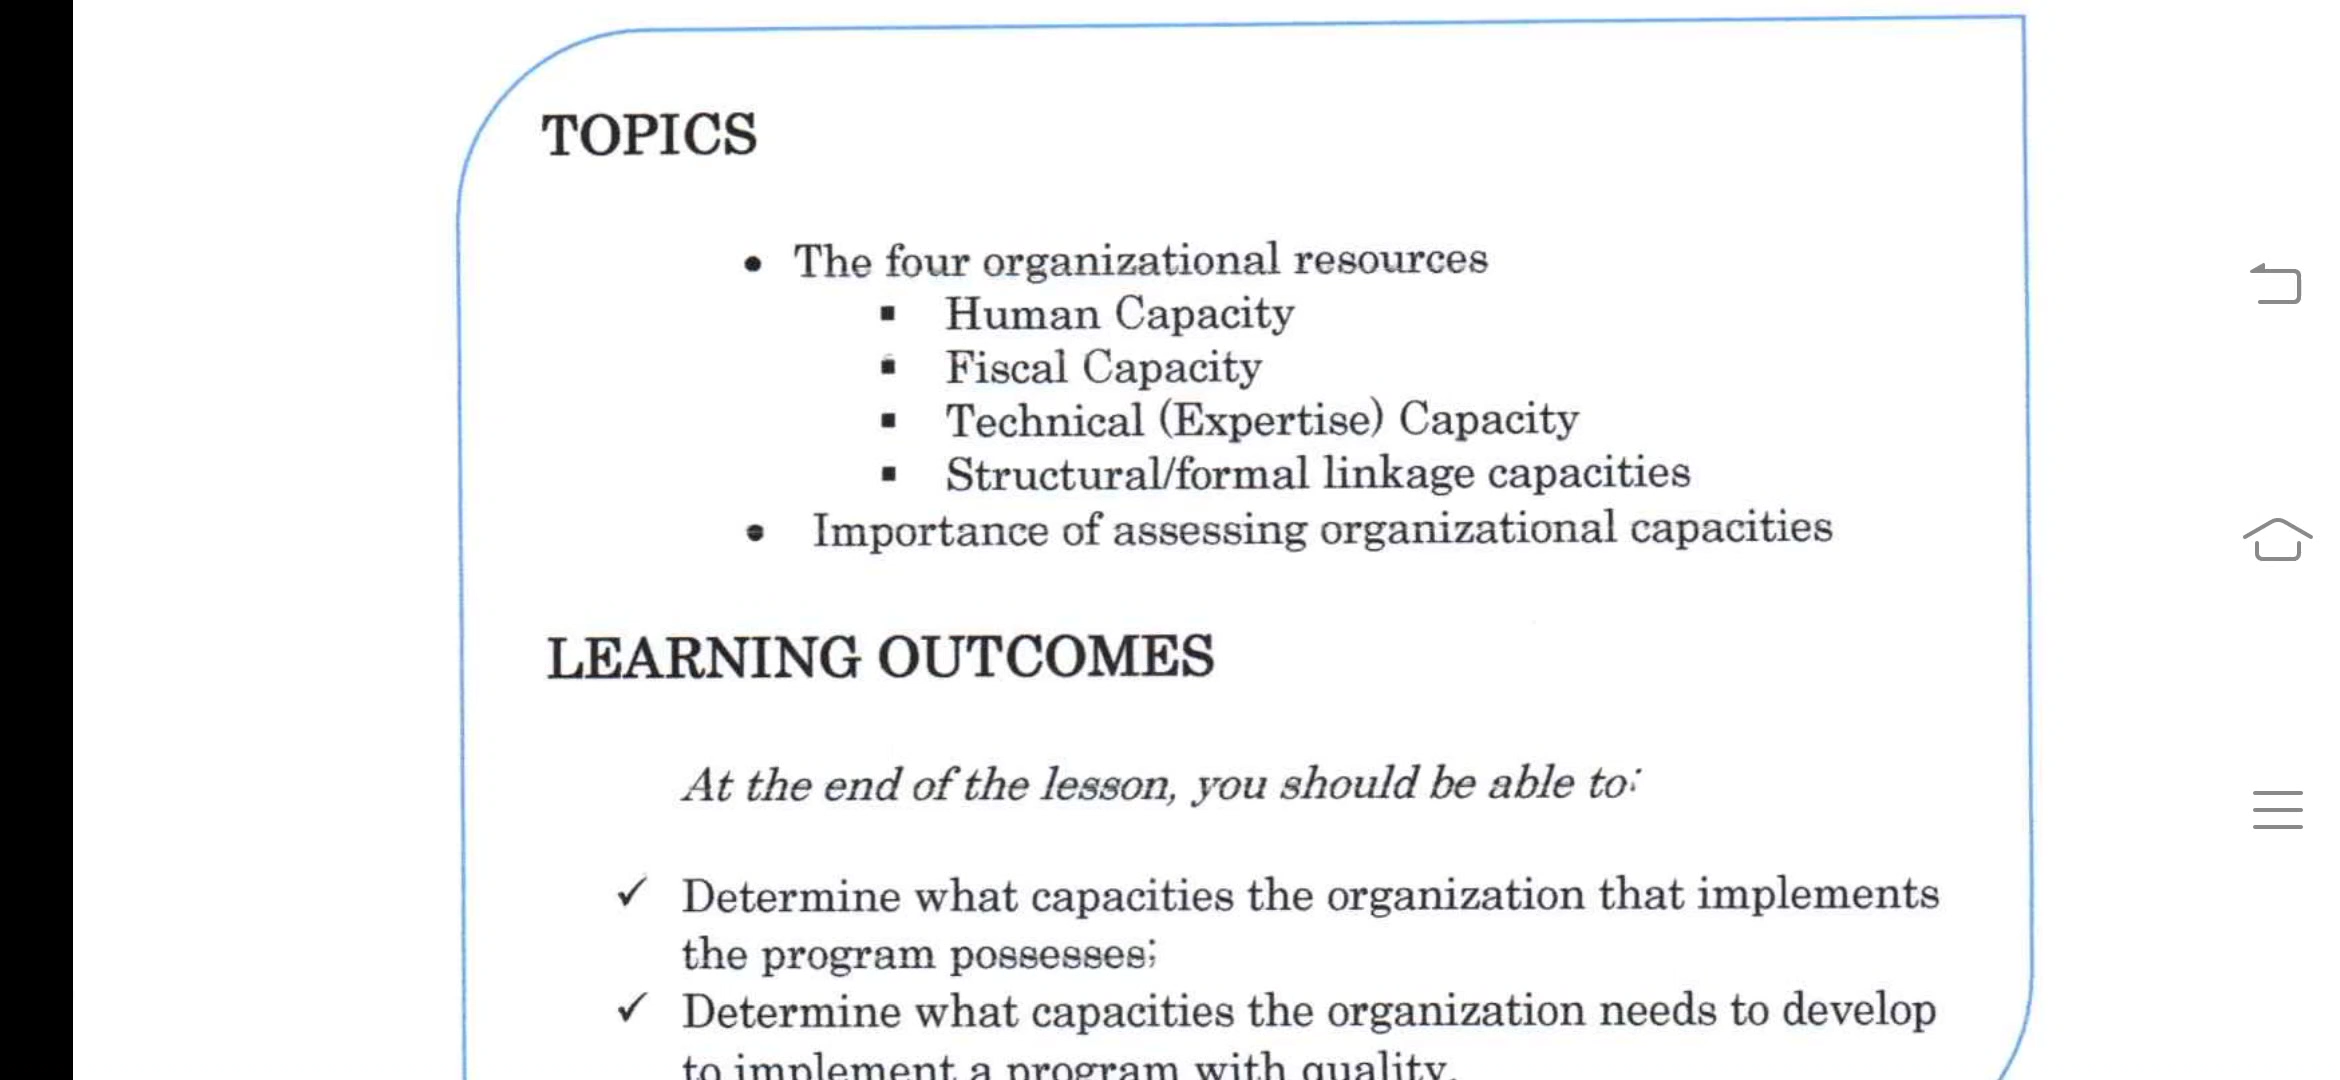 TOPICS
• The four organizational resources
▪ Human Capacity
▪ Fiscal Capacity
▪ Technical (Expertise) Capacity
▪ Structural/formal linkage capacities
• Importance of assessing organizational capacities
LEARNING OUTCOMES
At the end of the lesson, you should be able to:
✓ Determine what capacities the organization that implements
the program possesses;
✓ Determine what capacities the organization needs to develop
to implement a program with quality.